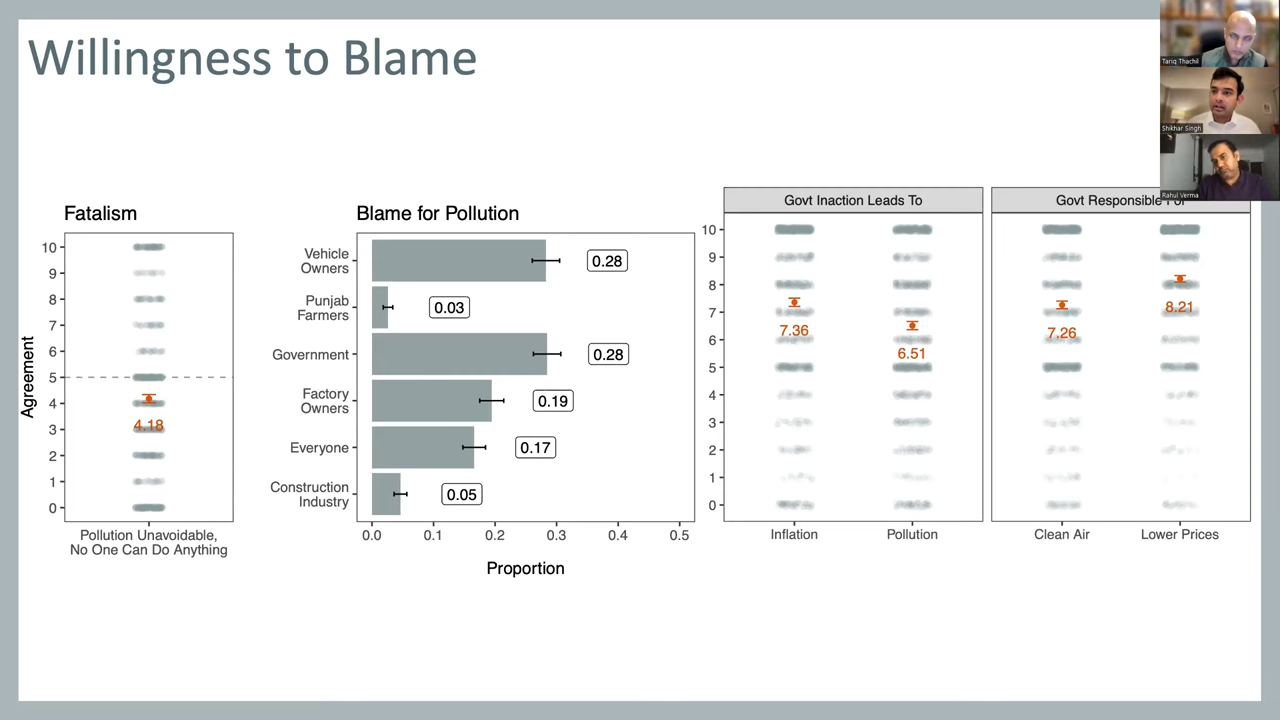 Willingness to Blame
Tariq Thachil
Shikhar Singh
Rahul Verma
Fatalism
Agreement
10
9
8
7
6
5
4
3
2
1
0
4.18
Pollution Unavoidable,
No One Can Do Anything
Blame for Pollution
Vehicle
Owners
0.28
Punjab
Farmers
0.03
Government
0.28
Factory
Owners
0.19
Everyone
0.17
Construction
Industry
0.05
0.0 0.1 0.2 0.3 0.4 0.5
Proportion
Govt Inaction Leads To
10
9
8
7
6
5
4
3
2
1
0
7.36
6.51
Inflation Pollution
Govt Responsible For
7.26
8.21
Clean Air Lower Prices